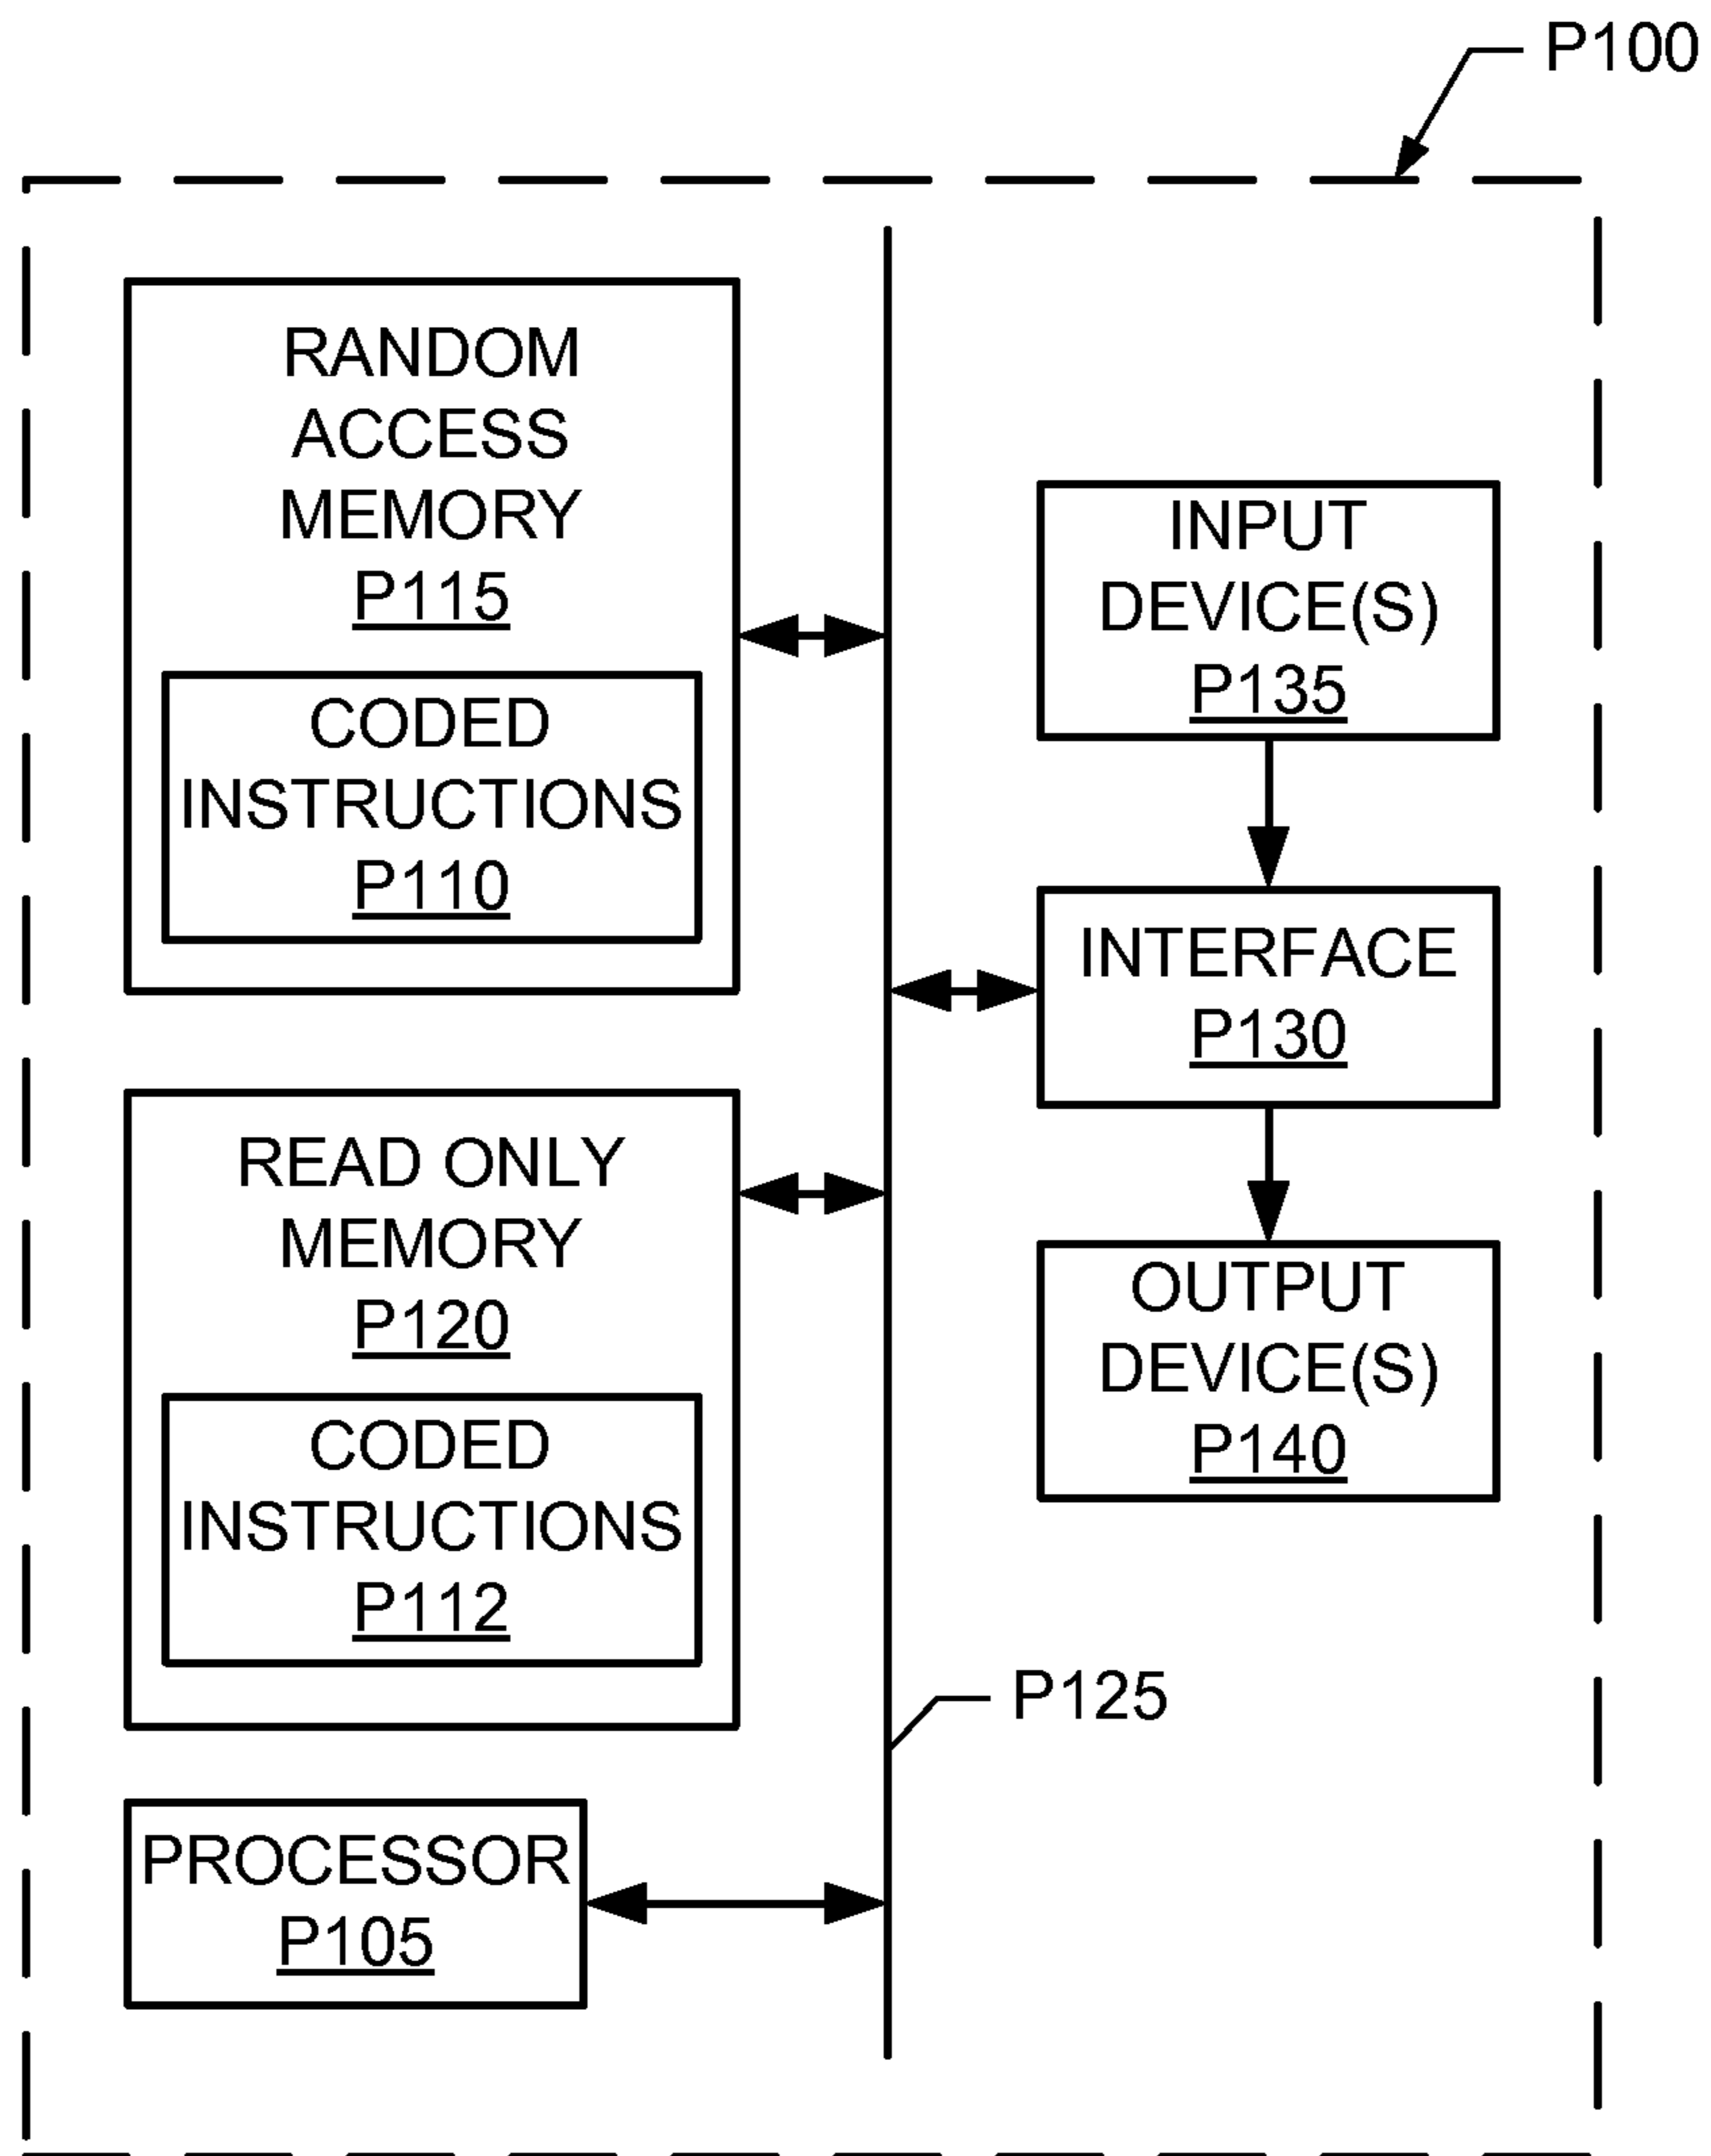 P100
RANDOM
ACCESS
MEMORY
P115
CODED
INSTRUCTIONS
P110
READ ONLY
MEMORY
P120
CODED
INSTRUCTIONS
P112
PROCESSOR
P105
INPUT
DEVICE(S)
P135
INTERFACE
P130
OUTPUT
DEVICE(S)
P140
P125